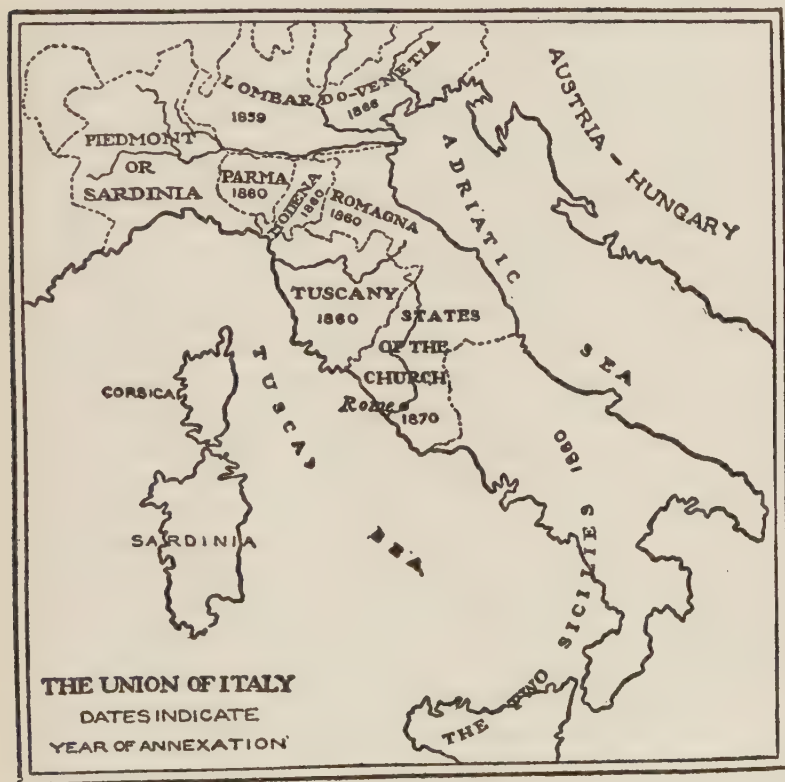 AUSTRIA-HUNGARY
LOMBARDO-VENETIA
1859
1866
PIEDMONT
OR
SARDINIA
PARMA
1860
MODENA
1860
ROMAGNA
1860
ADRIATIC
SEA
TUSCANY
1860
STATES
OF THE
CHURCH
Rome
1870
CORSICA
TUSCAN
SEA
SARDINIA
1860
THE TWO SICILIES
THE UNION OF ITALY
DATES INDICATE
YEAR OF ANNEXATION